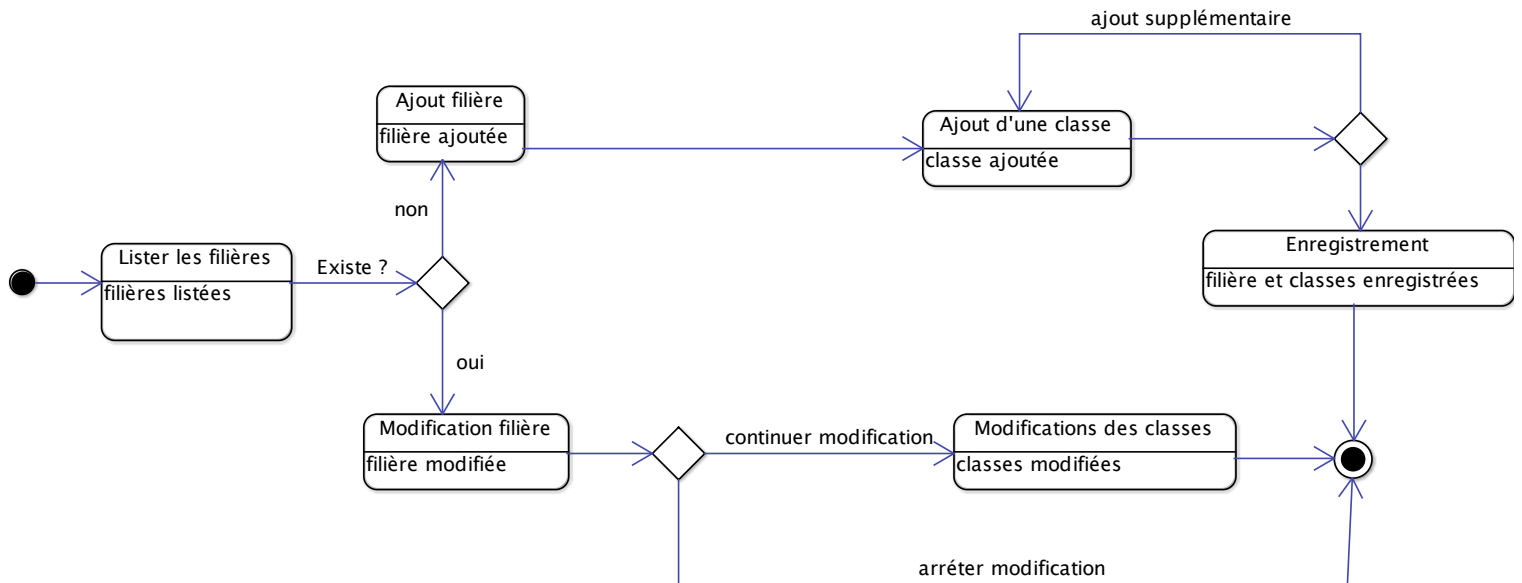 ajout supplémentaire
Ajout filière
filière ajoutée
Ajout d'une classe
classe ajoutée
non
Lister les filières
filières listées
Existe ?
Enregistrement
filière et classes enregistrées
oui
Modification filière
filière modifiée
continuer modification
Modifications des classes
classes modifiées
arréter modification